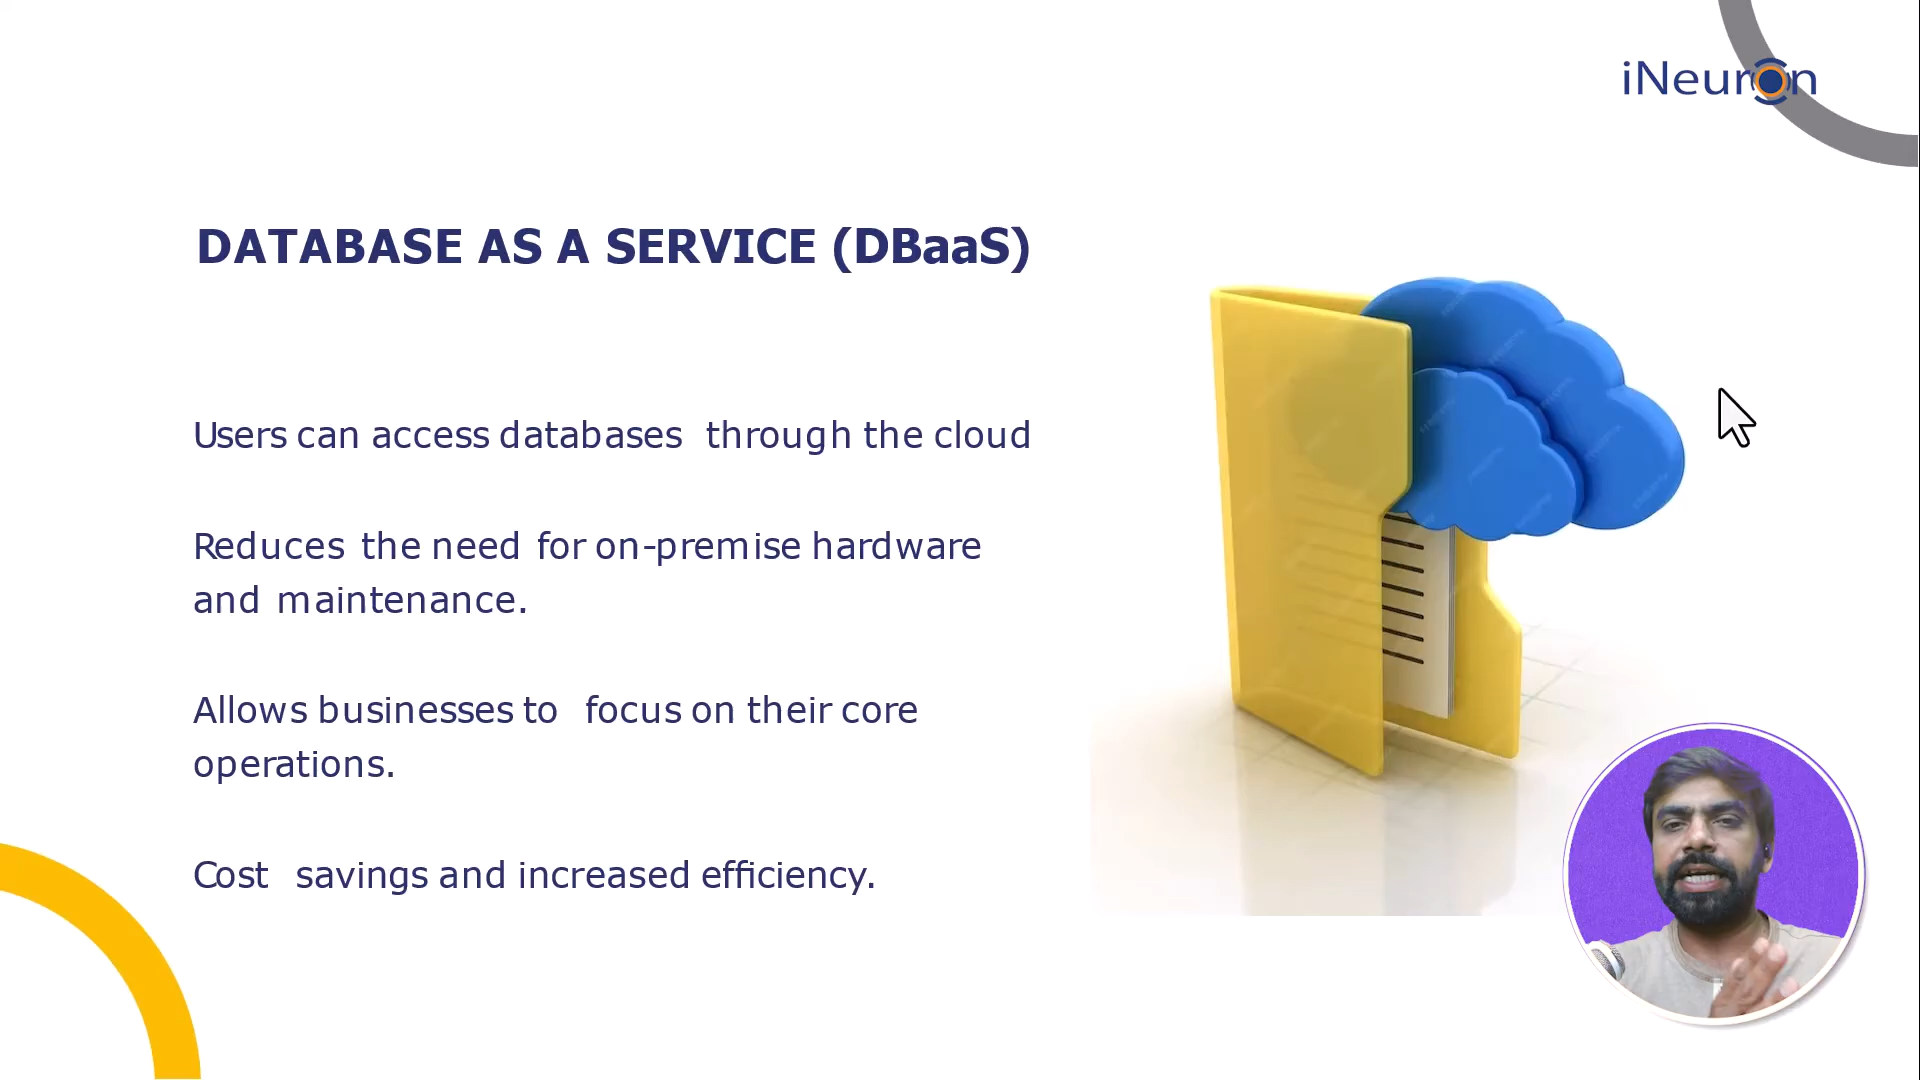 iNeuron
DATABASE AS A SERVICE (DBaaS)
Users can access databases through the cloud
Reduces the need for on-premise hardware
and maintenance.
Allows businesses to focus on their core
operations.
Cost savings and increased efficiency.